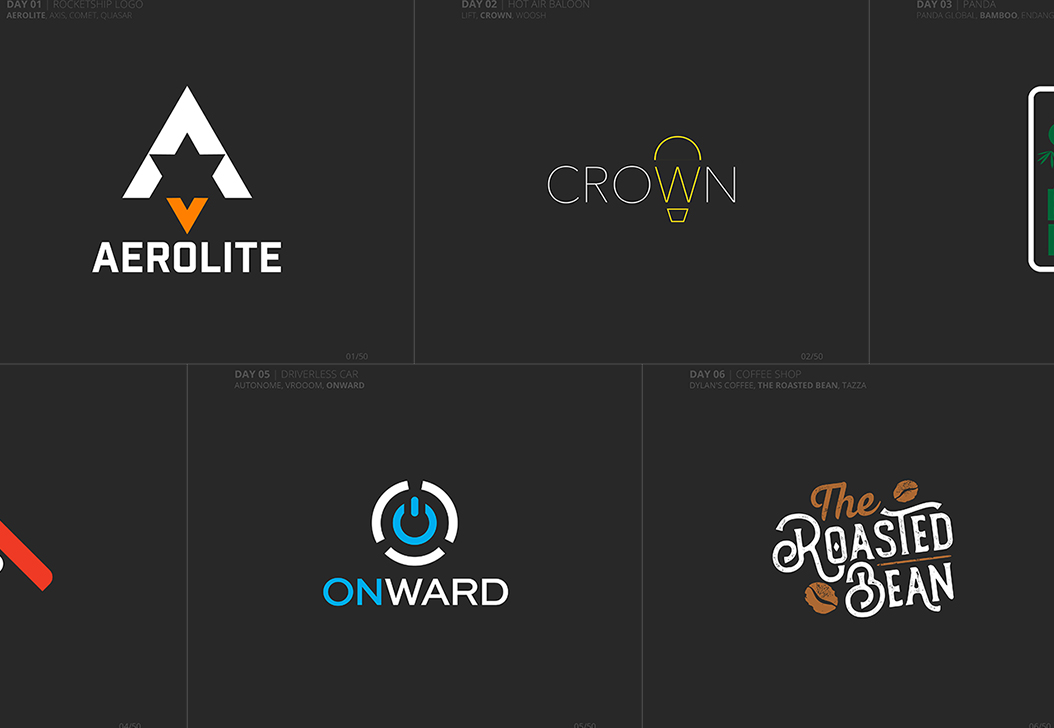 DAY 01 | ROCKETSHIP LOGO
AEROLITE, AXIS, COMET, QUASAR
AEROLITE
01/50
DAY 02 | HOT AIR BALOON
LIFT, CROWN, WOOSH
CROWN
02/50
DAY 03 | PANDA
PANDA GLOBAL, BAMBOO,
04/50
DAY 05 | DRIVERLESS CAR
AUTONOME, VROOOM, ONWARD
ONWARD
05/50
DAY 06 | COFFEE SHOP
DYLAN'S COFFEE, THE ROASTED BEAN, TAZZA
The
ROASTED
BEAN
06/50